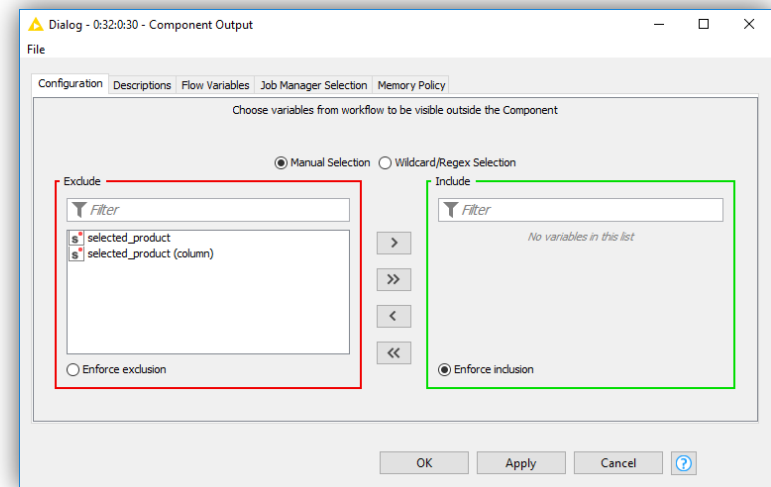 Dialog - 0:32:0:30 - Component Output
File
Configuration Descriptions Flow Variables Job Manager Selection Memory Policy
Choose variables from workflow to be visible outside the Component
Manual Selection Wildcard/Regex Selection
Exclude
Include
Filter
Filter
s selected_product
s selected_product (column)
No variables in this list
>
>>
<
<<
Enforce exclusion
Enforce inclusion
OK Apply Cancel ?